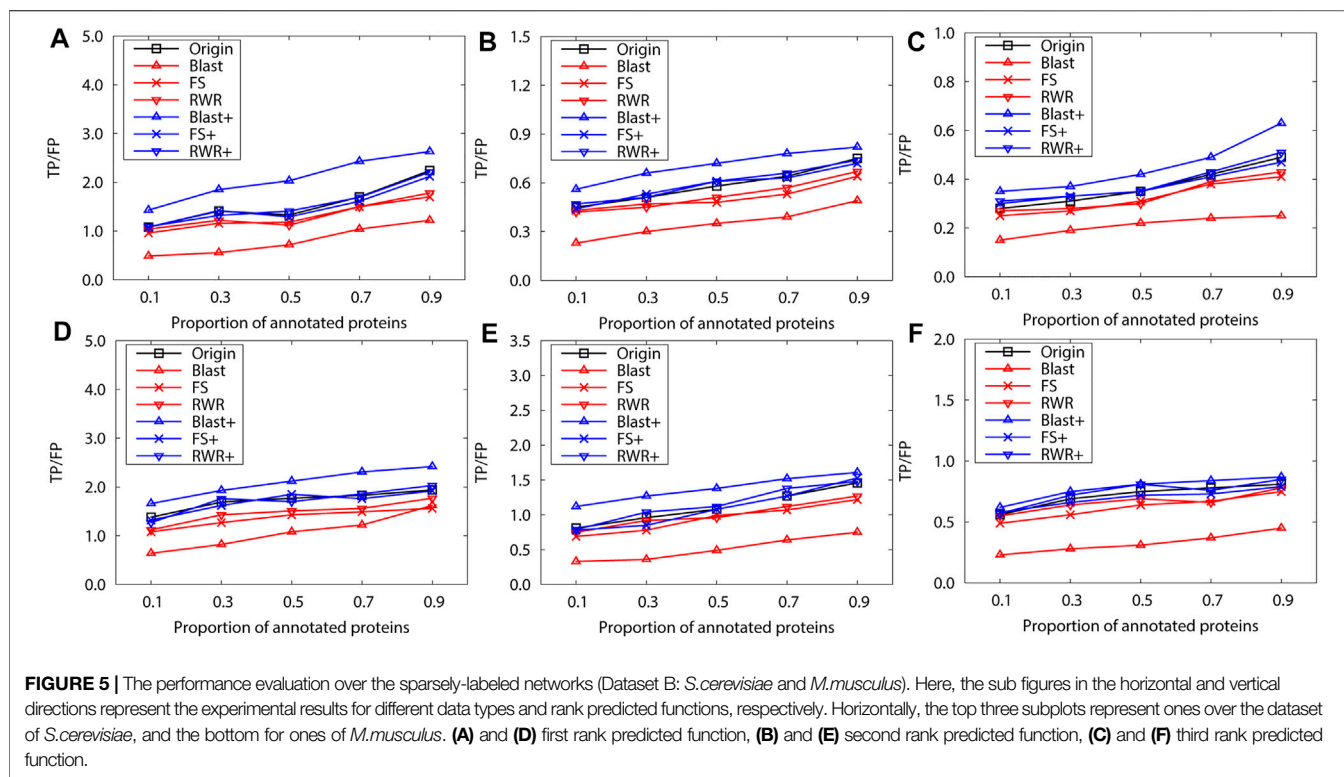 A
5.0
4.0
3.0
2.0
1.0
0.0
TP/FP
Origin
Blast
FS
RWR
Blast+
FS+
RWR+
0.1 0.3 0.5 0.7 0.9
Proportion of annotated proteins
B
1.5
1.2
0.9
0.6
0.3
0.0
TP/FP
Origin
Blast
FS
RWR
Blast+
FS+
RWR+
0.1 0.3 0.5 0.7 0.9
Proportion of annotated proteins
C
1.0
0.8
0.6
0.4
0.2
0.0
TP/FP
Origin
Blast
FS
RWR
Blast+
FS+
RWR+
0.1 0.3 0.5 0.7 0.9
Proportion of annotated proteins
D
5.0
4.0
3.0
2.0
1.0
0.0
TP/FP
Origin
Blast
FS
RWR
Blast+
FS+
RWR+
0.1 0.3 0.5 0.7 0.9
Proportion of annotated proteins
E
3.5
3.0
2.5
2.0
1.5
1.0
0.5
0.0
TP/FP
Origin
Blast
FS
RWR
Blast+
FS+
RWR+
0.1 0.3 0.5 0.7 0.9
Proportion of annotated proteins
F
2.0
1.5
1.0
0.5
0.0
TP/FP
Origin
Blast
FS
RWR
Blast+
FS+
RWR+
0.1 0.3 0.5 0.7 0.9
Proportion of annotated proteins
FIGURE 5 | The performance evaluation over the sparsely-labeled networks (Dataset B: S.cerevisiae and M.musculus). Here, the sub figures in the horizontal and vertical
directions represent the experimental results for different data types and rank predicted functions, respectively. Horizontally, the top three subplots represent ones over the dataset
of S.cerevisiae, and the bottom for ones of M.musculus. (A) and (D) first rank predicted function, (B) and (E) second rank predicted function, (C) and (F) third rank predicted
function.